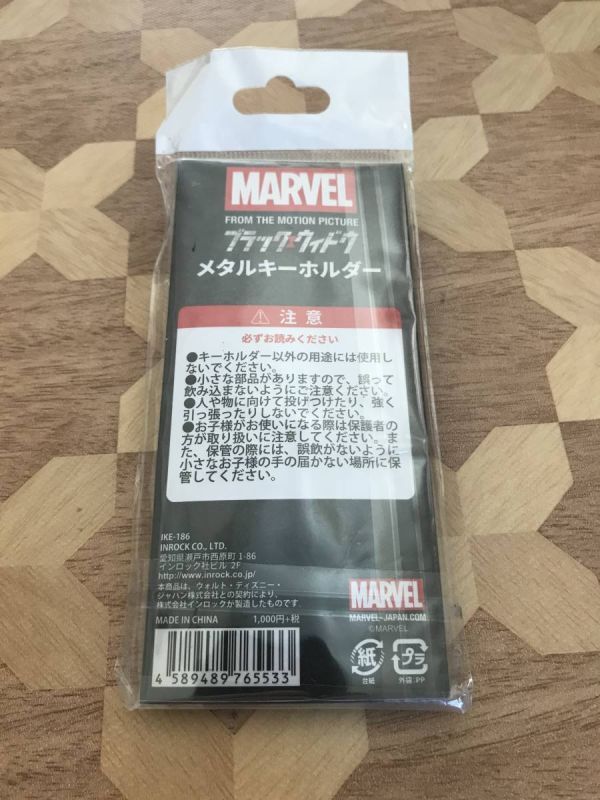 MARVEL
FROM THE MOTION PICTURE
ブラック・ウィドウ
メタルキーホルダー
注意
必ずお読みください
●キーホルダー以外の用途には使用し
ないでください。
●小さな部品がありますので、誤って
飲み込まないようにご注意ください。
●人や物に向けて投げつけたり、強く
引っ張ったりしないでください。
●お子様がお使いになる際は保護者の
方が取り扱いに注意してください。ま
た、保管の際には、誤飲がないように
小さなお子様の手の届かない場所に保
管してください。
IKE-186
INROCK CO., LTD.
愛知県瀬戸市西原町 1-86
インロック社ビル 2F
http://www.inrock.co.jp/
本商品は、ウォルト・ディズニー・
ジャパン株式会社との契約により、
株式会社インロックが製造したものです
MADE IN CHINA
1,000円+税
4 589489 765533
MARVEL
MARVEL-JAPAN.COM
©MARVEL
紙
台紙
プラ
外袋:PP